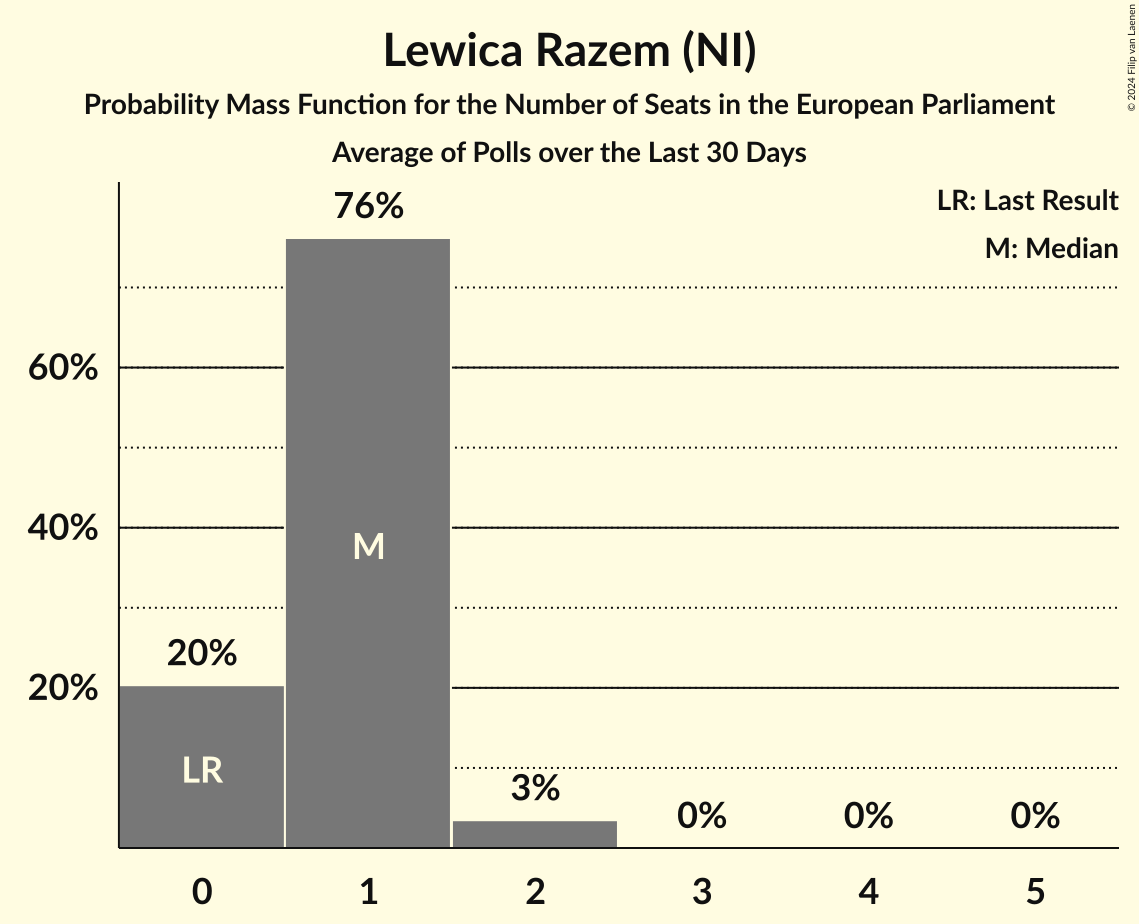 Lewica Razem (NI)
Probability Mass Function for the Number of Seats in the European Parliament
Average of Polls over the Last 30 Days
© 2024 Filip van Laenen
LR: Last Result
M: Median
76%
60%
M
40%
20%
20%
LR
3%
0%
0%
0%
0 1 2 3 4 5